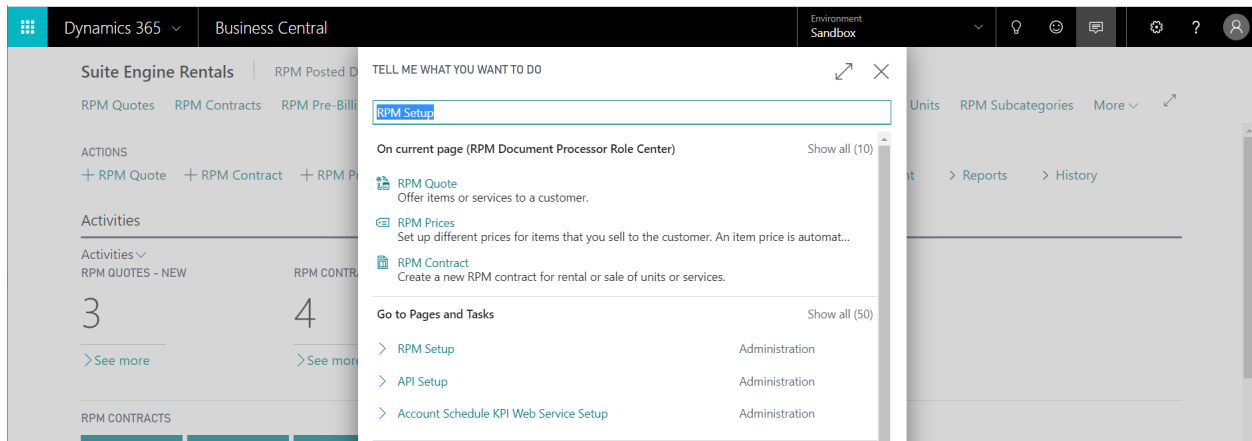 Dynamics 365
Business Central
Environment
Sandbox
?
Suite Engine Rentals
RPM Posted D
RPM Quotes RPM Contracts RPM Pre-Billi
Units RPM Subcategories More
ACTIONS
+ RPM Quote + RPM Contract + RPM Pr
nt > Reports > History
Activities
Activities
RPM QUOTES - NEW
RPM CONTRA
3
4
>See more
>See more
RPM CONTRACTS
TELL ME WHAT YOU WANT TO DO
RPM Setup
On current page (RPM Document Processor Role Center) Show all (10)
RPM Quote
Offer items or services to a customer.
RPM Prices
Set up different prices for items that you sell to the customer. An item price is automat...
RPM Contract
Create a new RPM contract for rental or sale of units or services.
Go to Pages and Tasks Show all (50)
> RPM Setup Administration
> API Setup Administration
> Account Schedule KPI Web Service Setup Administration